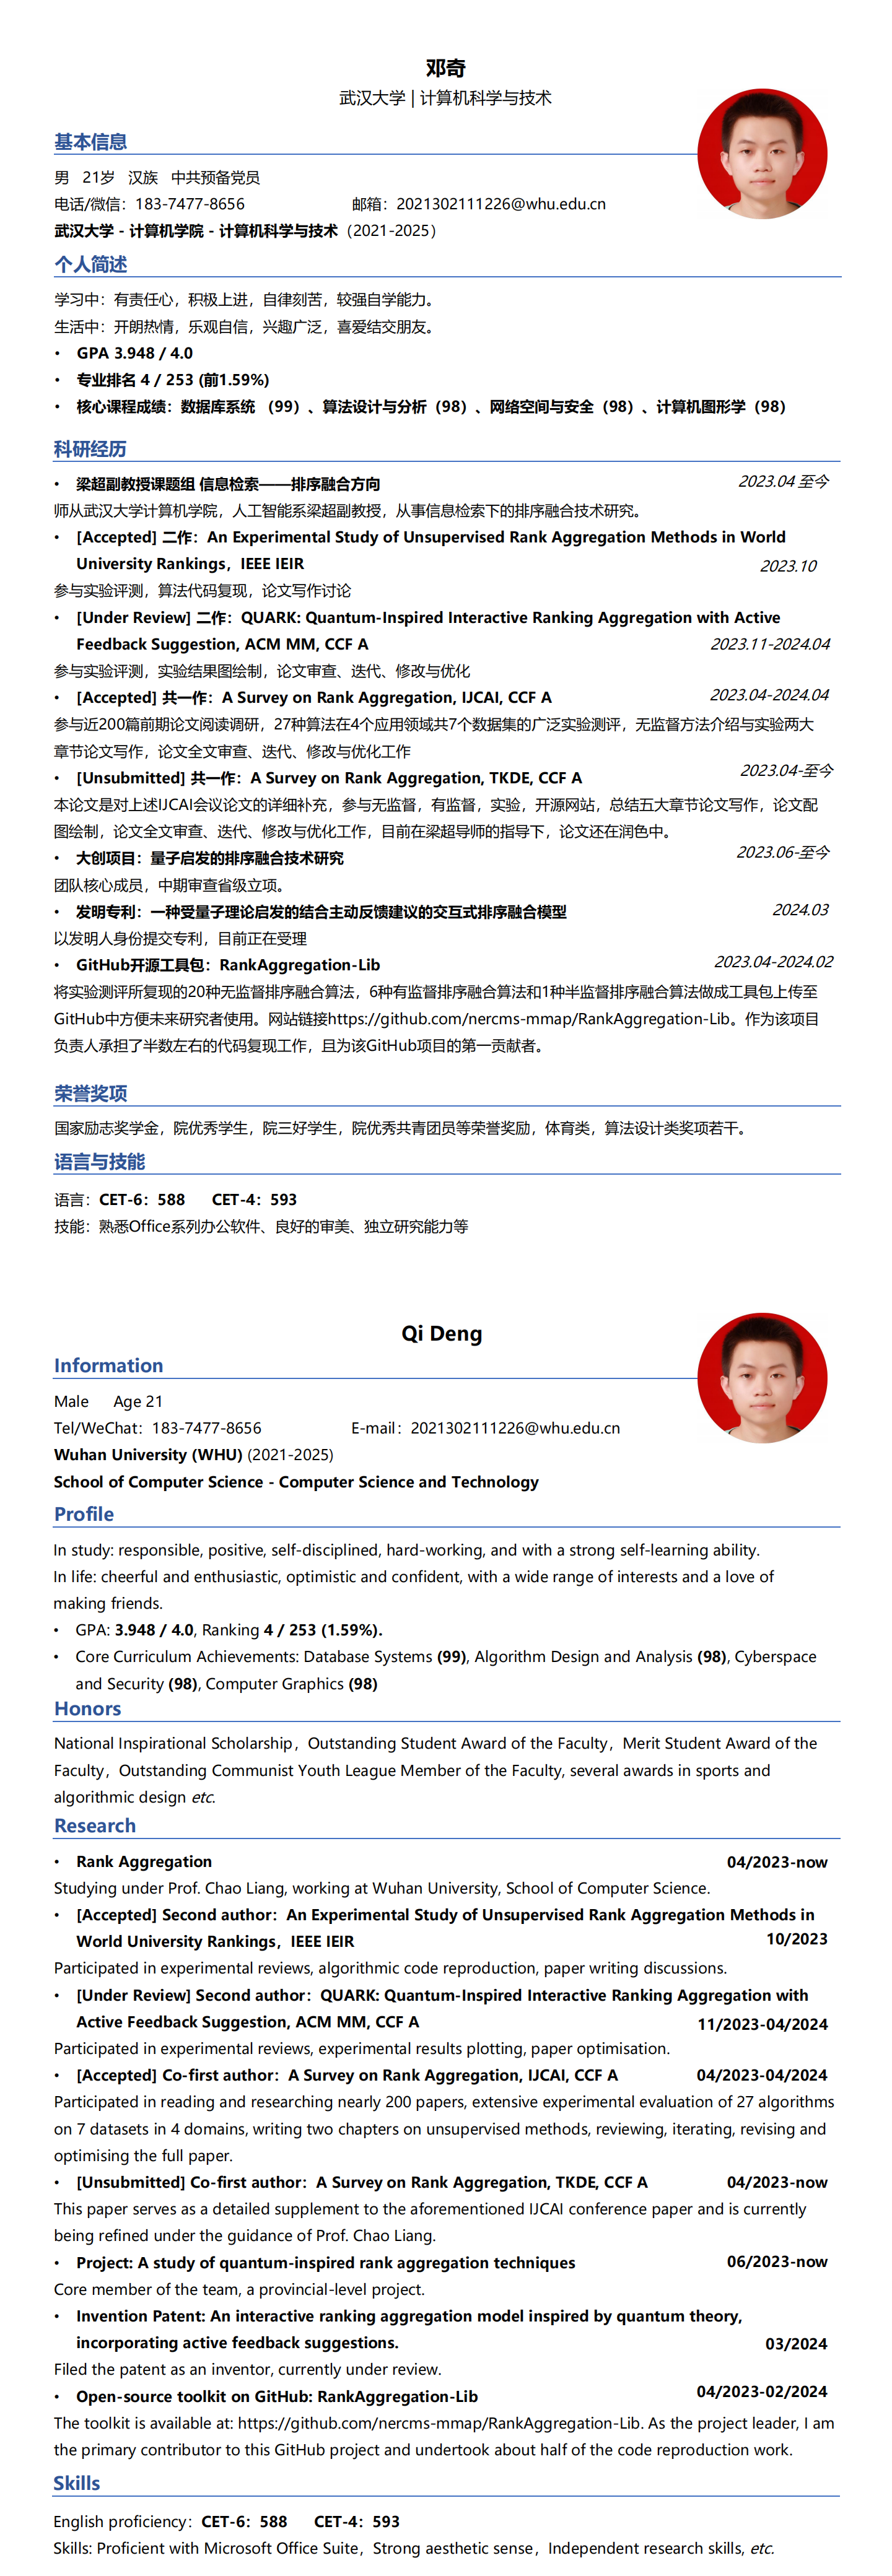 邓奇
武汉大学 | 计算机科学与技术
基本信息
男 21岁 汉族 中共预备党员
电话/微信：183-7477-8656 邮箱：2021302111226@whu.edu.cn
武汉大学 - 计算机学院 - 计算机科学与技术（2021-2025）
个人简述
学习中：有责任心，积极上进，自律刻苦，较强自学能力。
生活中：开朗热情，乐观自信，兴趣广泛，喜爱结交朋友。
• GPA 3.948 / 4.0
• 专业排名 4 / 253 (前1.59%)
• 核心课程成绩：数据库系统 （99）、算法设计与分析（98）、网络空间与安全（98）、计算机图形学（98）
科研经历
• 梁超副教授课题组 信息检索——排序融合方向 2023.04 至今
师从武汉大学计算机学院，人工智能系梁超副教授，从事信息检索下的排序融合技术研究。
• [Accepted] 二作：An Experimental Study of Unsupervised Rank Aggregation Methods in World
University Rankings，IEEE IEIR 2023.10
参与实验评测，算法代码复现，论文写作讨论
• [Under Review] 二作：QUARK: Quantum-Inspired Interactive Ranking Aggregation with Active
Feedback Suggestion, ACM MM, CCF A 2023.11-2024.04
参与实验评测，实验结果图绘制，论文审查、迭代、修改与优化
• [Accepted] 共一作：A Survey on Rank Aggregation, IJCAI, CCF A 2023.04-2024.04
参与近200篇前期论文阅读调研，27种算法在4个应用领域共7个数据集的广泛实验测评，无监督方法介绍与实验两大
章节论文写作，论文全文审查、迭代、修改与优化工作
• [Unsubmitted] 共一作：A Survey on Rank Aggregation, TKDE, CCF A 2023.04-至今
本论文是对上述IJCAI会议论文的详细补充，参与无监督，有监督，实验，开源网站，总结五大章节论文写作，论文配
图绘制，论文全文审查、迭代、修改与优化工作，目前在梁超导师的指导下，论文还在润色中。
• 大创项目：量子启发的排序融合技术研究 2023.06-至今
团队核心成员，中期审查省级立项。
• 发明专利：一种受量子理论启发的结合主动反馈建议的交互式排序融合模型 2024.03
以发明人身份提交专利，目前正在受理
• GitHub开源工具包：RankAggregation-Lib 2023.04-2024.02
将实验测评所复现的20种无监督排序融合算法，6种有监督排序融合算法和1种半监督排序融合算法做成工具包上传至
GitHub中方便未来研究者使用。网站链接https://github.com/nercms-mmap/RankAggregation-Lib。作为该项目
负责人承担了半数左右的代码复现工作，且为该GitHub项目的第一贡献者。
荣誉奖项
国家励志奖学金，院优秀学生，院三好学生，院优秀共青团员等荣誉奖励，体育类，算法设计类奖项若干。
语言与技能
语言：CET-6：588 CET-4：593
技能：熟悉Office系列办公软件、良好的审美、独立研究能力等
Qi Deng
Information
Male Age 21
Tel/WeChat：183-7477-8656 E-mail：2021302111226@whu.edu.cn
Wuhan University (WHU) (2021-2025)
School of Computer Science - Computer Science and Technology
Profile
In study: responsible, positive, self-disciplined, hard-working, and with a strong self-learning ability.
In life: cheerful and enthusiastic, optimistic and confident, with a wide range of interests and a love of
making friends.
• GPA: 3.948 / 4.0, Ranking 4 / 253 (1.59%).
• Core Curriculum Achievements: Database Systems (99), Algorithm Design and Analysis (98), Cyberspace
and Security (98), Computer Graphics (98)
Honors
National Inspirational Scholarship，Outstanding Student Award of the Faculty，Merit Student Award of the
Faculty，Outstanding Communist Youth League Member of the Faculty, several awards in sports and
algorithmic design etc.
Research
• Rank Aggregation 04/2023-now
Studying under Prof. Chao Liang, working at Wuhan University, School of Computer Science.
• [Accepted] Second author：An Experimental Study of Unsupervised Rank Aggregation Methods in
World University Rankings，IEEE IEIR 10/2023
Participated in experimental reviews, algorithmic code reproduction, paper writing discussions.
• [Under Review] Second author：QUARK: Quantum-Inspired Interactive Ranking Aggregation with
Active Feedback Suggestion, ACM MM, CCF A 11/2023-04/2024
Participated in experimental reviews, experimental results plotting, paper optimisation.
• [Accepted] Co-first author：A Survey on Rank Aggregation, IJCAI, CCF A 04/2023-04/2024
Participated in reading and researching nearly 200 papers, extensive experimental evaluation of 27 algorithms
on 7 datasets in 4 domains, writing two chapters on unsupervised methods, reviewing, iterating, revising and
optimising the full paper.
• [Unsubmitted] Co-first author：A Survey on Rank Aggregation, TKDE, CCF A 04/2023-now
This paper serves as a detailed supplement to the aforementioned IJCAI conference paper and is currently
being refined under the guidance of Prof. Chao Liang.
• Project: A study of quantum-inspired rank aggregation techniques 06/2023-now
Core member of the team, a provincial-level project.
• Invention Patent: An interactive ranking aggregation model inspired by quantum theory,
incorporating active feedback suggestions. 03/2024
Filed the patent as an inventor, currently under review.
• Open-source toolkit on GitHub: RankAggregation-Lib 04/2023-02/2024
The toolkit is available at: https://github.com/nercms-mmap/RankAggregation-Lib. As the project leader, I am
the primary contributor to this GitHub project and undertook about half of the code reproduction work.
Skills
English proficiency：CET-6：588 CET-4：593
Skills: Proficient with Microsoft Office Suite，Strong aesthetic sense，Independent research skills, etc.